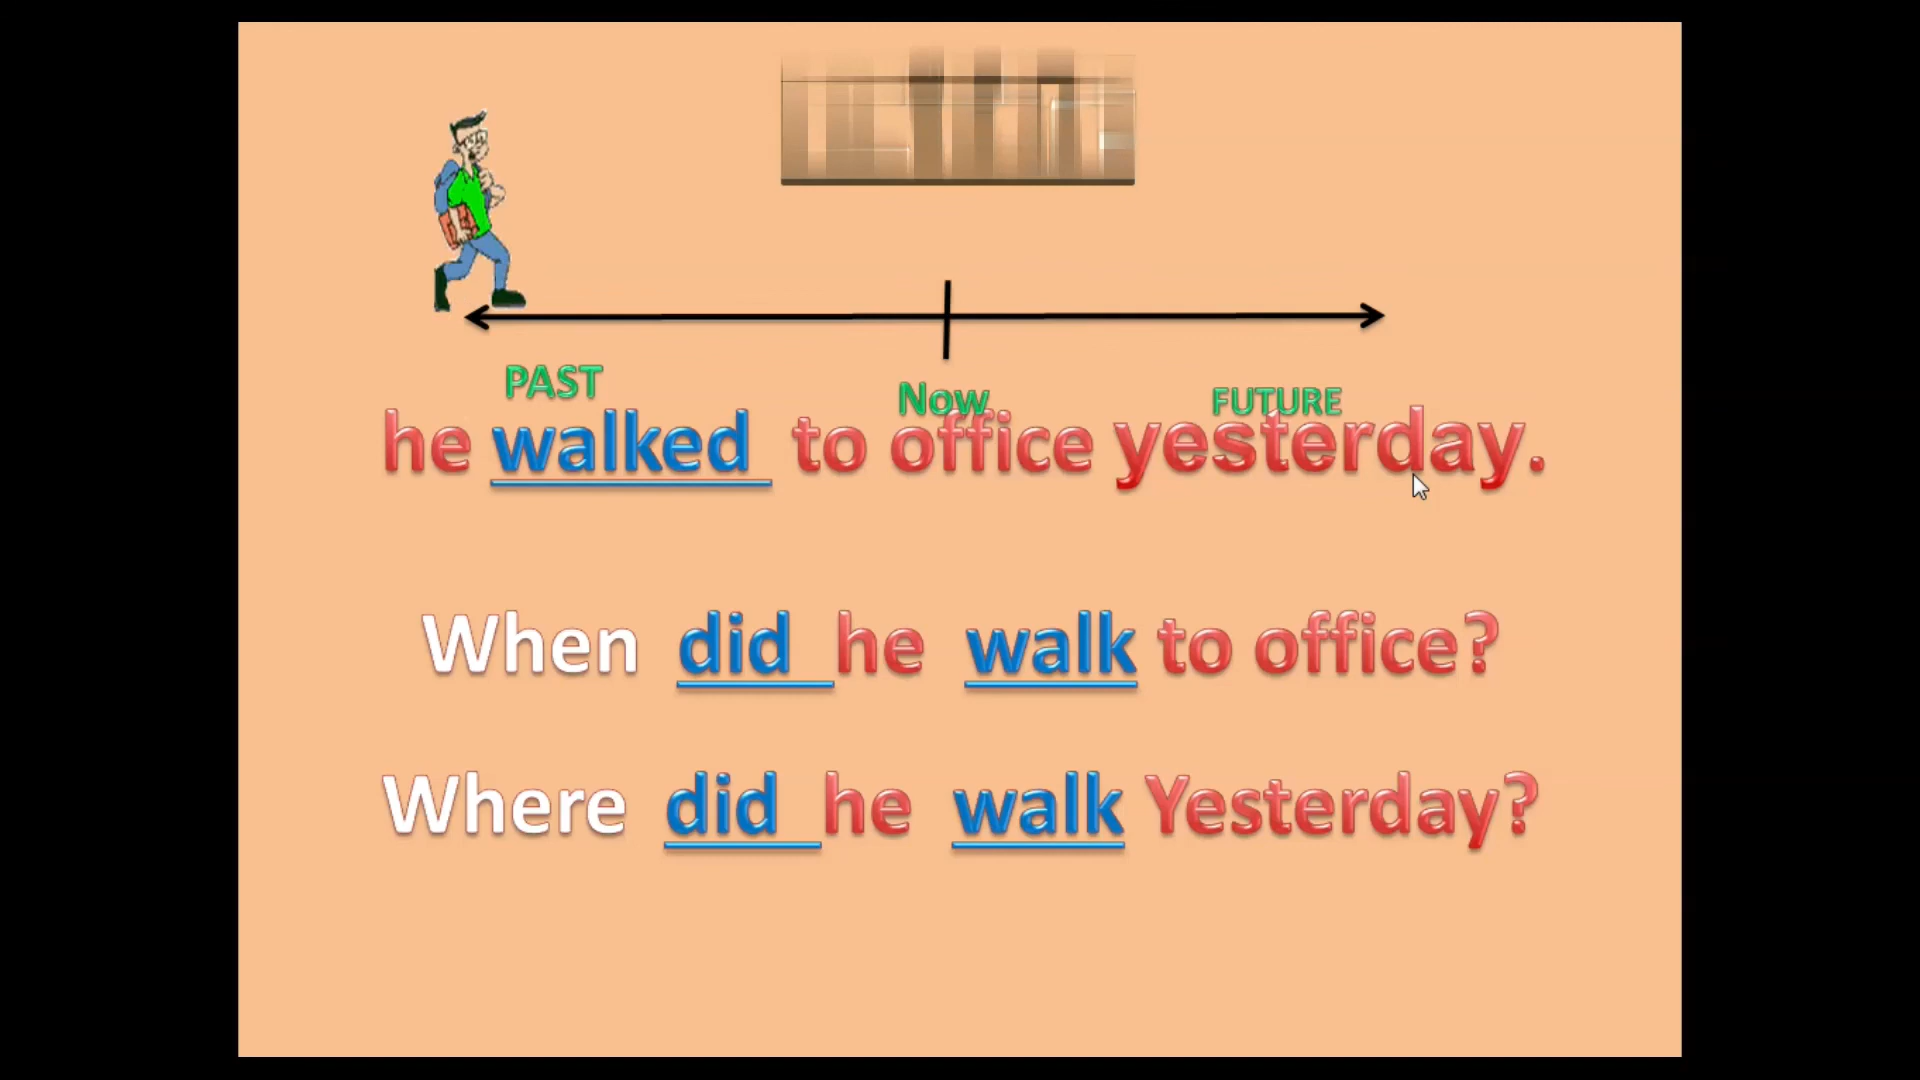 PAST Now FUTURE
he walked to office yesterday.
When did he walk to office?
Where did he walk Yesterday?